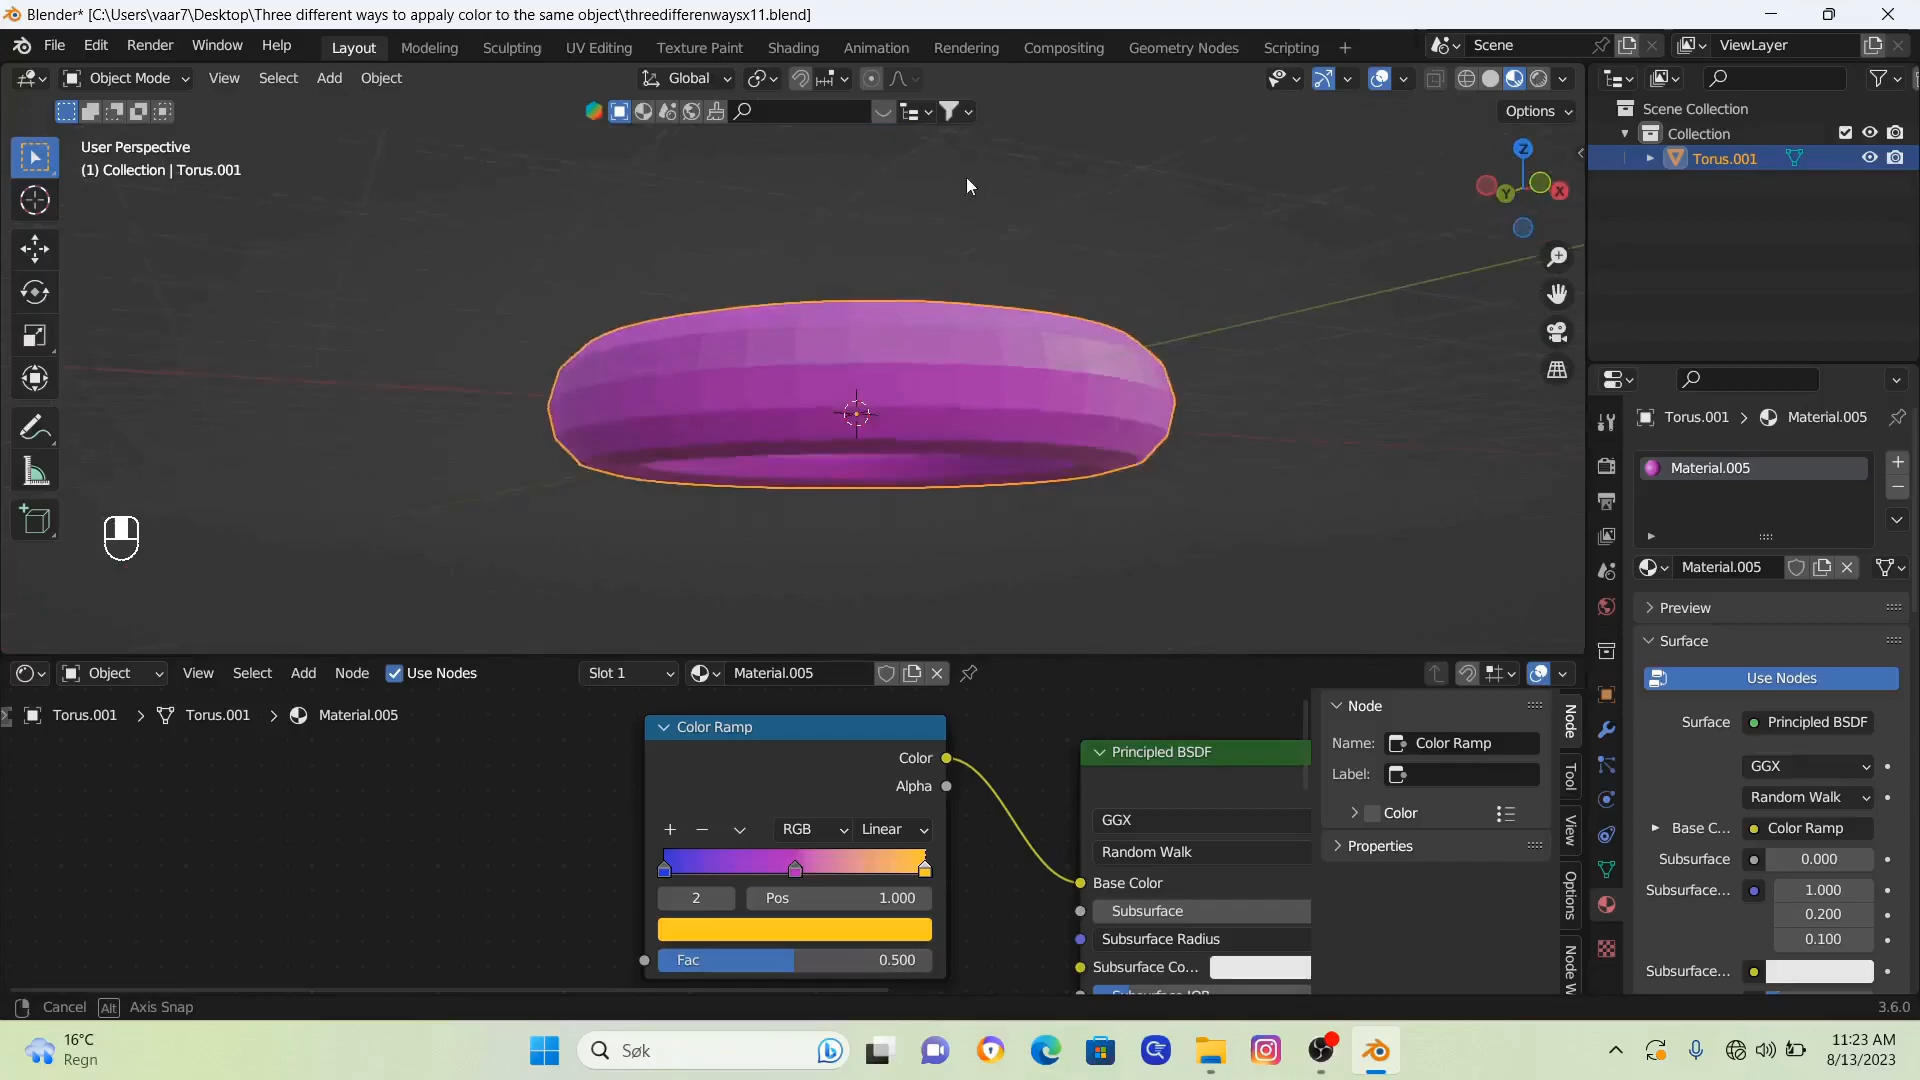 Blender* [C:\Users\vaar7\Desktop\Three different ways to appaly color to the same object\threedifferenwaysx11.blend]
File Edit Render Window Help Layout Modeling Sculpting UV Editing Texture Paint Shading Animation Rendering Compositing Geometry Nodes Scripting Scene ViewLayer
Object Mode View Select Add Object Global
Options
User Perspective
(1) Collection | Torus.001
Z
X
Y
Scene Collection
Collection
Torus.001
Torus.001 Material.005
Material.005
Material.005
Preview
Surface
Use Nodes
Surface Principled BSDF
GGX
Random Walk
Base C... Color Ramp
Subsurface 0.000
Subsurface... 1.000
0.200
0.100
Subsurface...
Object View Select Add Node Use Nodes Slot 1 Material.005
Torus.001 Torus.001 Material.005
Color Ramp
Color
Alpha
RGB Linear
2 Pos 1.000
Fac 0.500
Principled BSDF
GGX
Random Walk
Base Color
Subsurface
Subsurface Radius
Subsurface Co...
Node
Name: Color Ramp
Label:
Color
Properties
Node
Tool
View
Options
Node W
Cancel Alt Axis Snap 3.6.0
16°C
Regn
Søk
11:23 AM
8/13/2023